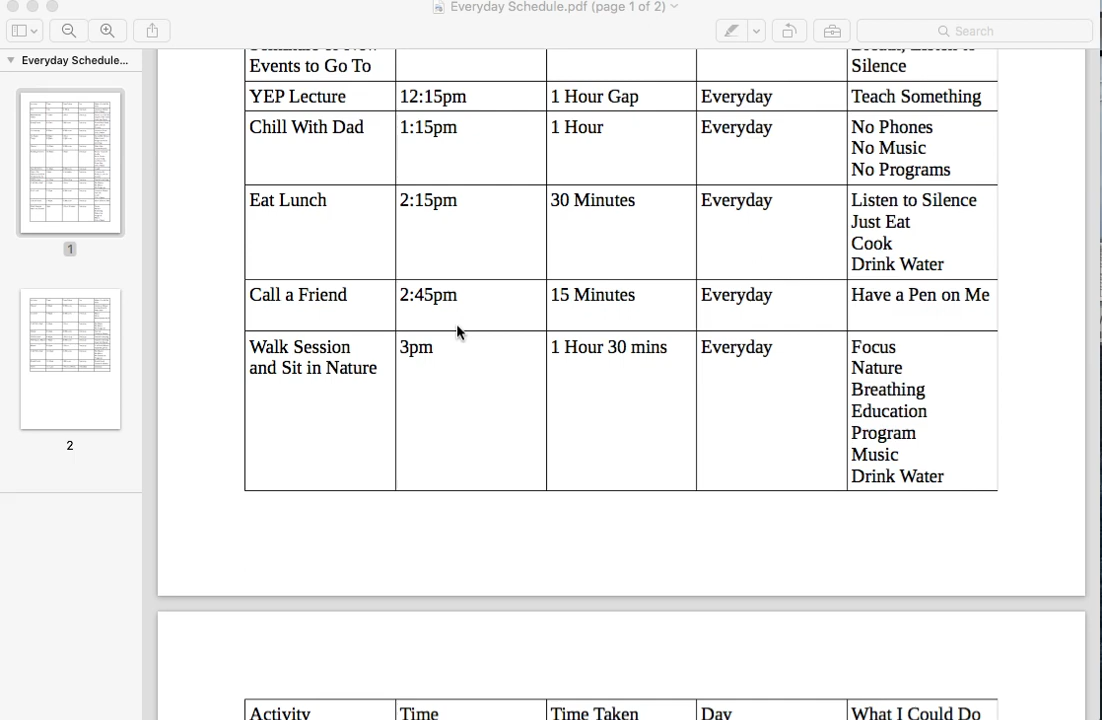 Everyday Schedule.pdf (page 1 of 2)
Search
Everyday Schedule...
1
2
Events to Go To
Silence
YEP Lecture 12:15pm 1 Hour Gap Everyday Teach Something
Chill With Dad 1:15pm 1 Hour Everyday No Phones
No Music
No Programs
Eat Lunch 2:15pm 30 Minutes Everyday Listen to Silence
Just Eat
Cook
Drink Water
Call a Friend 2:45pm 15 Minutes Everyday Have a Pen on Me
Walk Session 3pm 1 Hour 30 mins Everyday Focus
and Sit in Nature Nature
Breathing
Education
Program
Music
Drink Water
Activity Time Time Taken Day What I Could Do